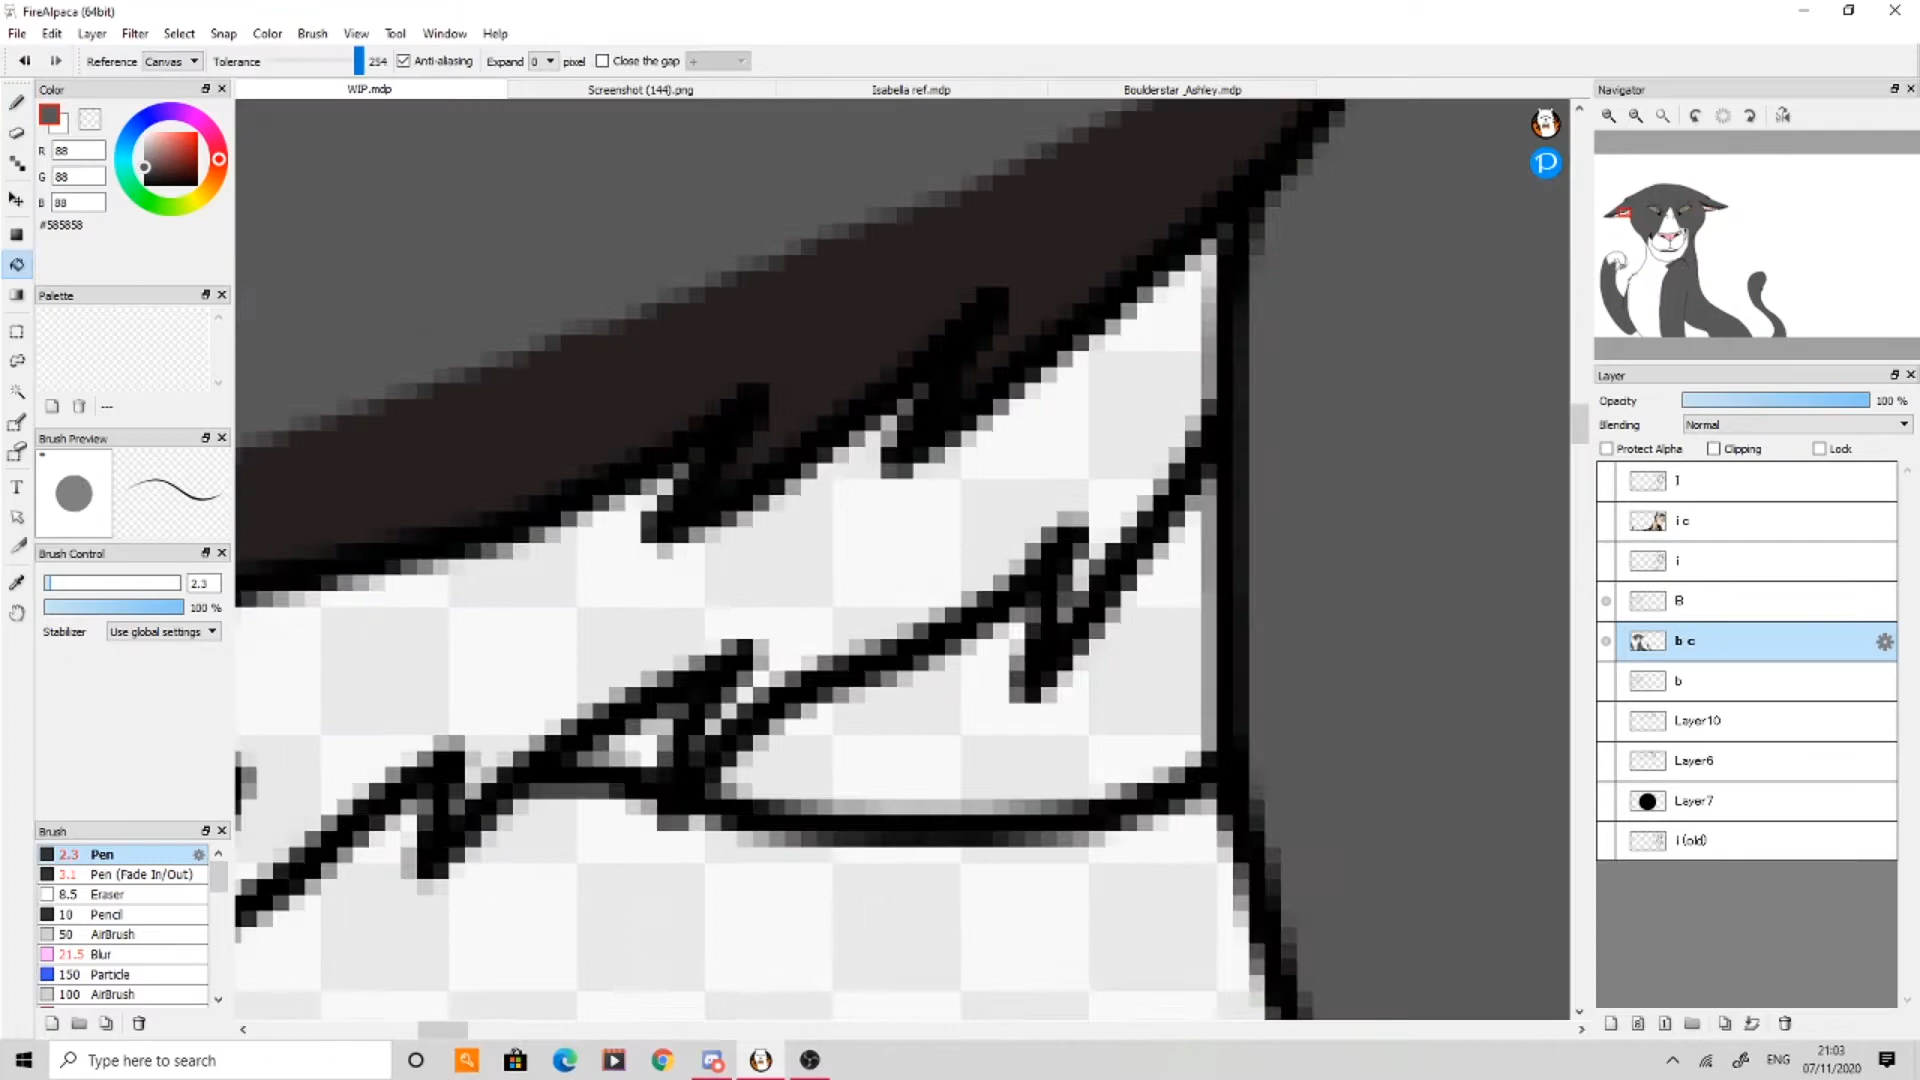 FireAlpaca (64bit)
File Edit Layer Filter Select Snap Color Brush View Tool Window Help
Reference Canvas Tolerance 254 Anti-aliasing Expand 0 pixel Close the gap +
Color
WIP.mdp Screenshot (144).png Isabella ref.mdp Boulderstar_Ashley.mdp
Navigator
R 88
G 88
B 88
#585858
P
Palette
---
Brush Preview
Brush Control
2.3
100 %
Stabilizer Use global settings
Layer
Opacity 100 %
Blending Normal
Protect Alpha Clipping Lock
I
i c
i
B
b c
b
Layer10
Layer6
Layer7
I (old)
Brush
2.3 Pen
3.1 Pen (Fade In/Out)
8.5 Eraser
10 Pencil
50 AirBrush
21.5 Blur
150 Particle
100 AirBrush
T
8 1
Type here to search
ENG
21:03
07/11/2020